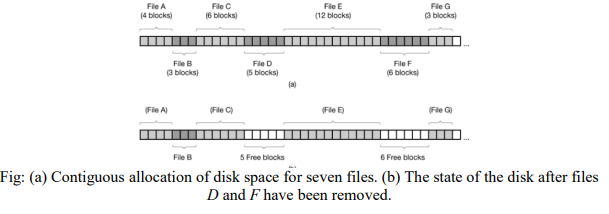 File A File C File E File G
(4 blocks) (6 blocks) (12 blocks) (3 blocks)
...
File B File D File F
(3 blocks) (5 blocks) (6 blocks)
(a)
(File A) (File C) (File E) (File G)
...
File B 5 Free blocks 6 Free blocks
Fig: (a) Contiguous allocation of disk space for seven files. (b) The state of the disk after files
D and F have been removed.